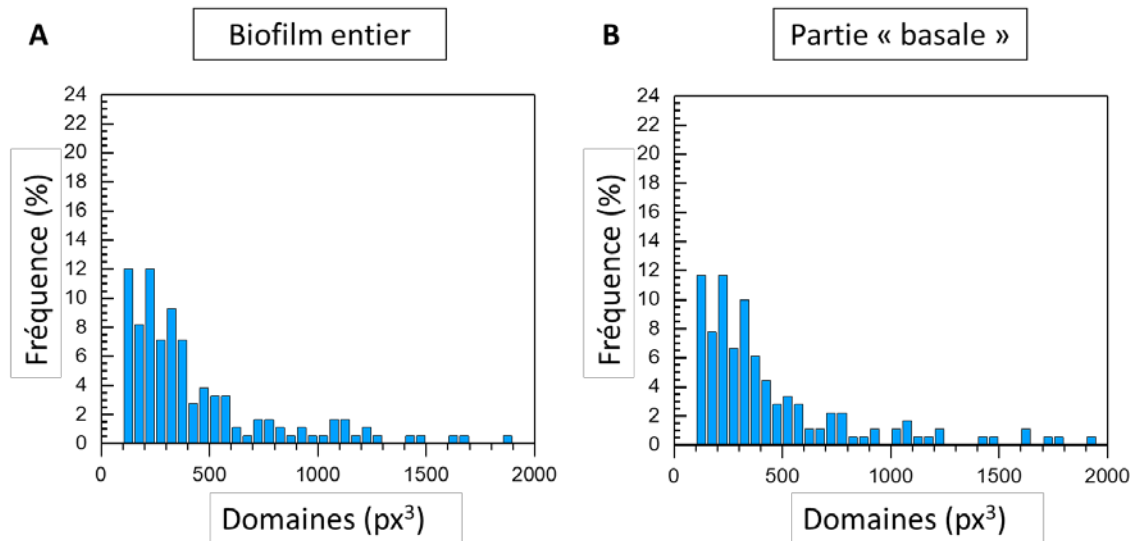 A
Biofilm entier
24
22
20
18
16
14
12
10
8
6
4
2
0
Fréquence (%)
0 500 1000 1500 2000
Domaines (px³)
B
Partie « basale »
24
22
20
18
16
14
12
10
8
6
4
2
0
Fréquence (%)
0 500 1000 1500 2000
Domaines (px³)